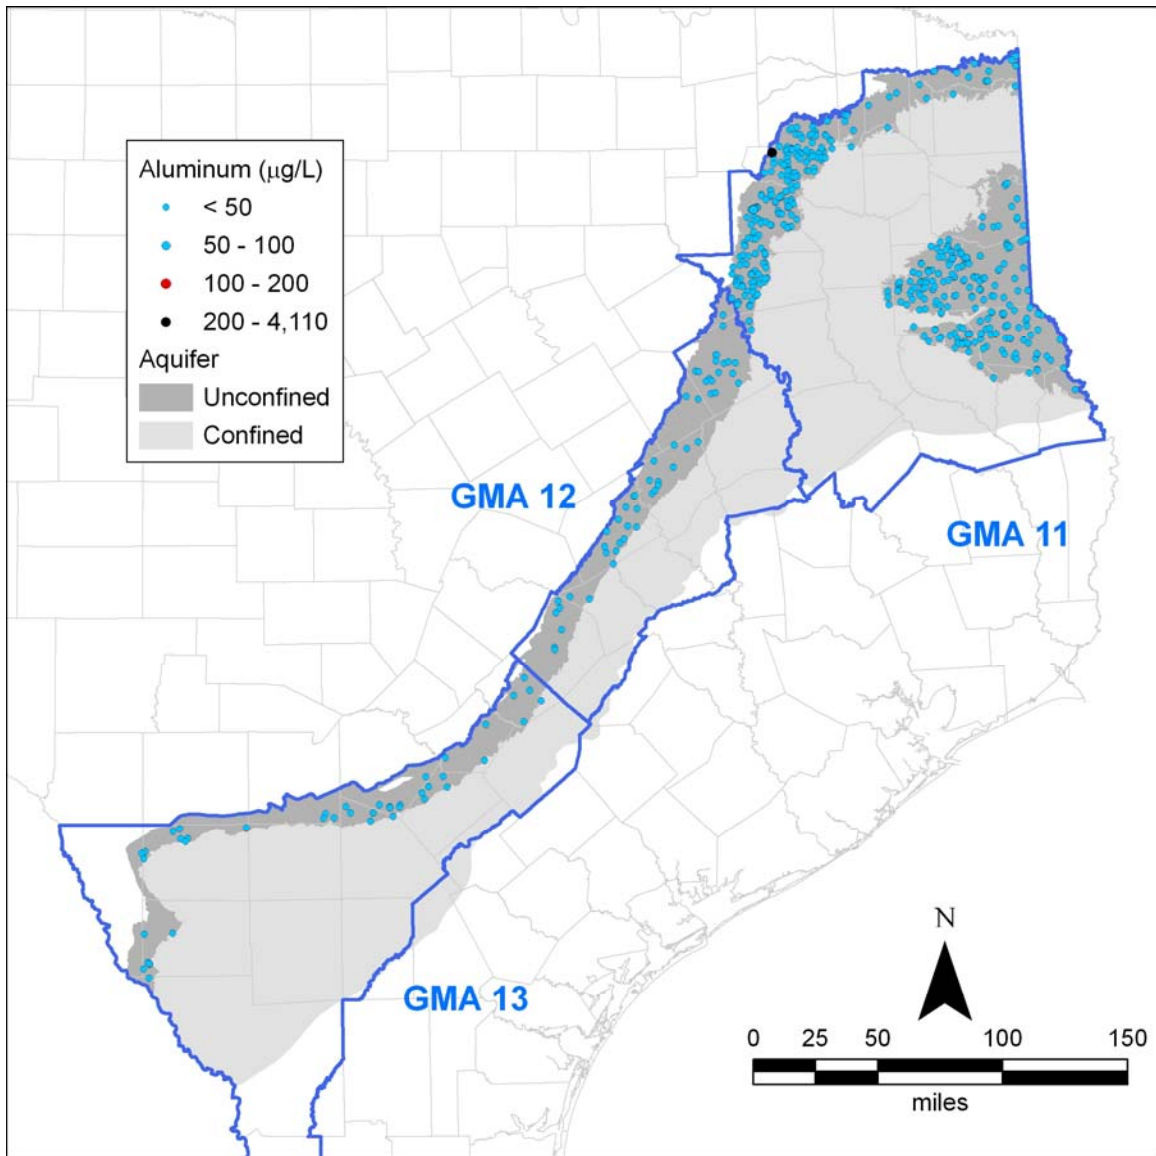 Aluminum (µg/L)
< 50
50 - 100
100 - 200
200 - 4,110
Aquifer
Unconfined
Confined
GMA 12
GMA 11
GMA 13
N
0 25 50 100 150
miles